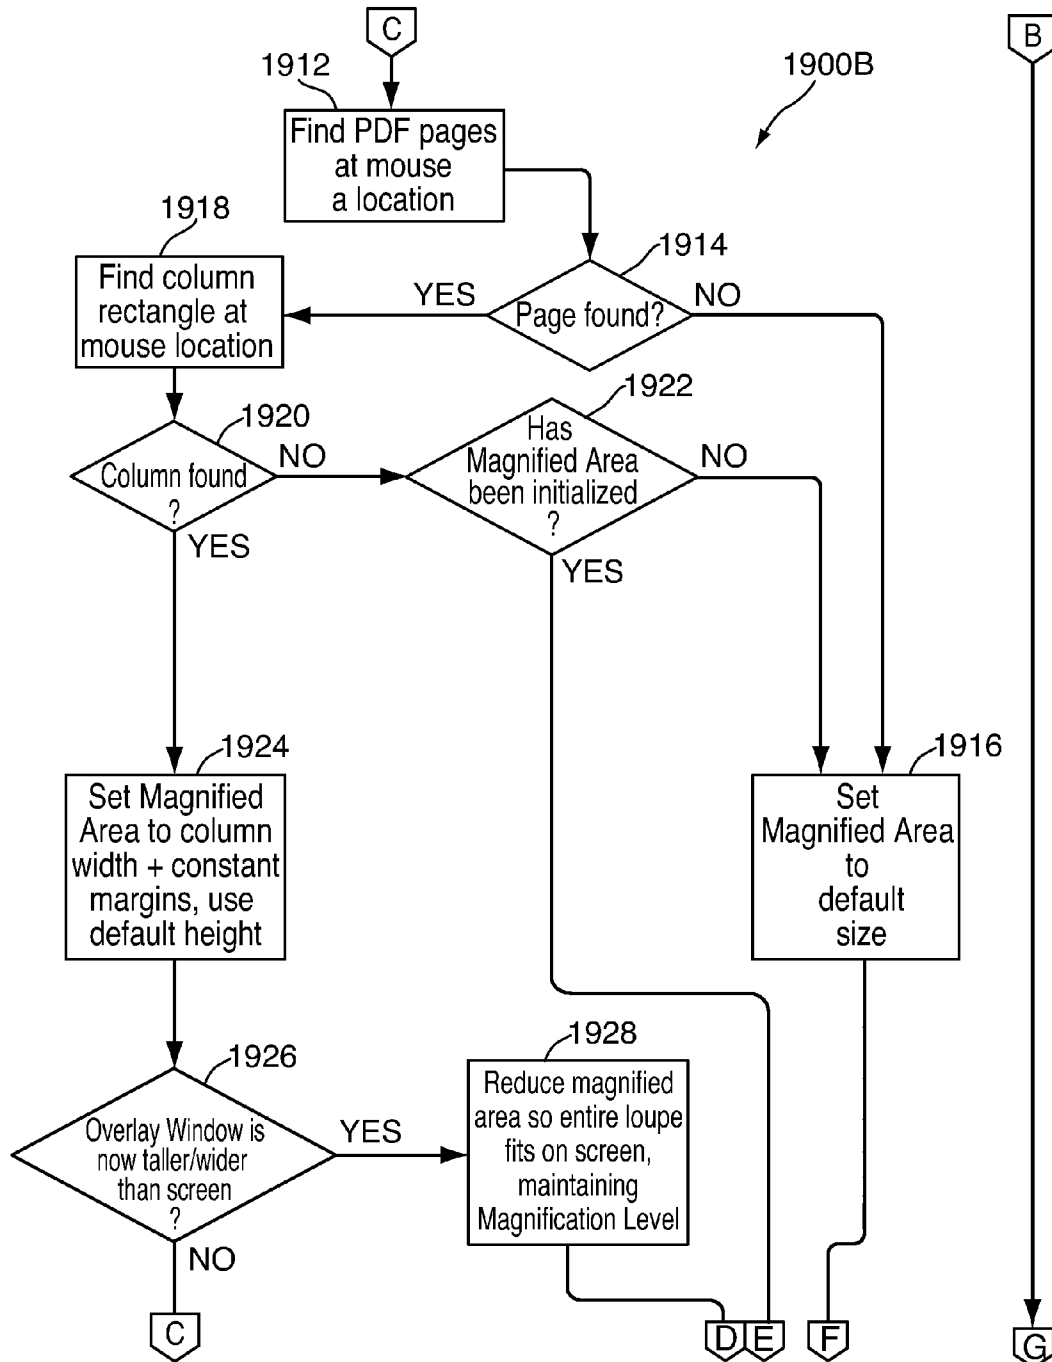 C
B
1912
1900B
Find PDF pages
at mouse
a location
1918
1914
Find column
rectangle at
mouse location
YES
Page found?
NO
1922
1920
Column found
?
NO
Has
Magnified Area
been initialized
?
NO
YES
YES
1924
1916
Set Magnified
Area to column
width + constant
margins, use
default height
Set
Magnified Area
to
default
size
1926
1928
Overlay Window is
now taller/wider
than screen
?
YES
Reduce magnified
area so entire loupe
fits on screen,
maintaining
Magnification Level
NO
C
D
E
F
G